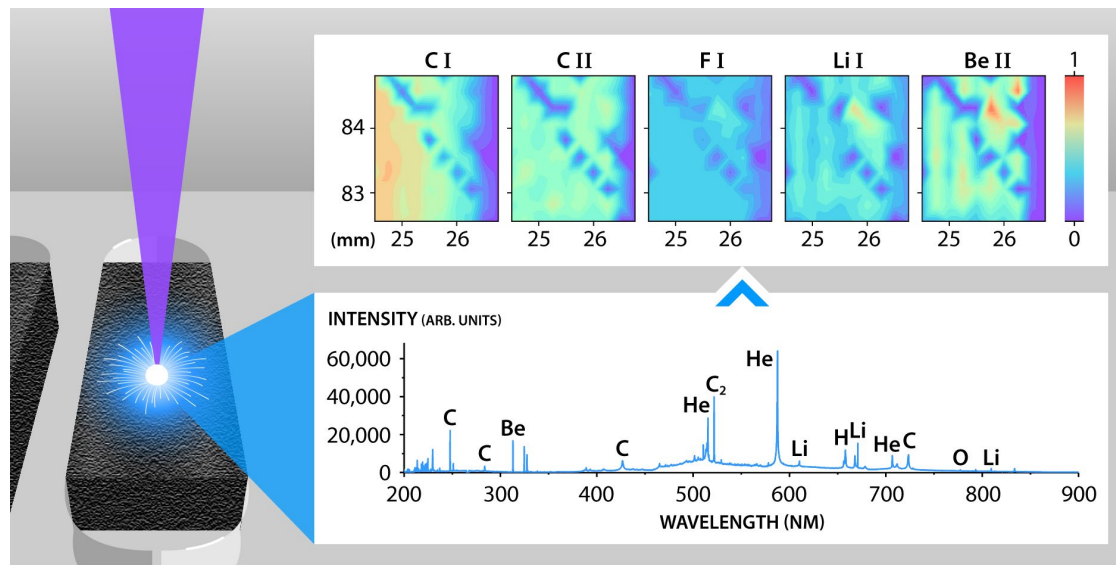 C I C II F I Li I Be II 1
84
83
0
(mm) 25 26 25 26 25 26 25 26 25 26
INTENSITY (ARB. UNITS)
60,000
40,000
20,000
0
C C Be C He C₂ He Li H Li He C O Li
200 300 400 500 600 700 800 900
WAVELENGTH (NM)